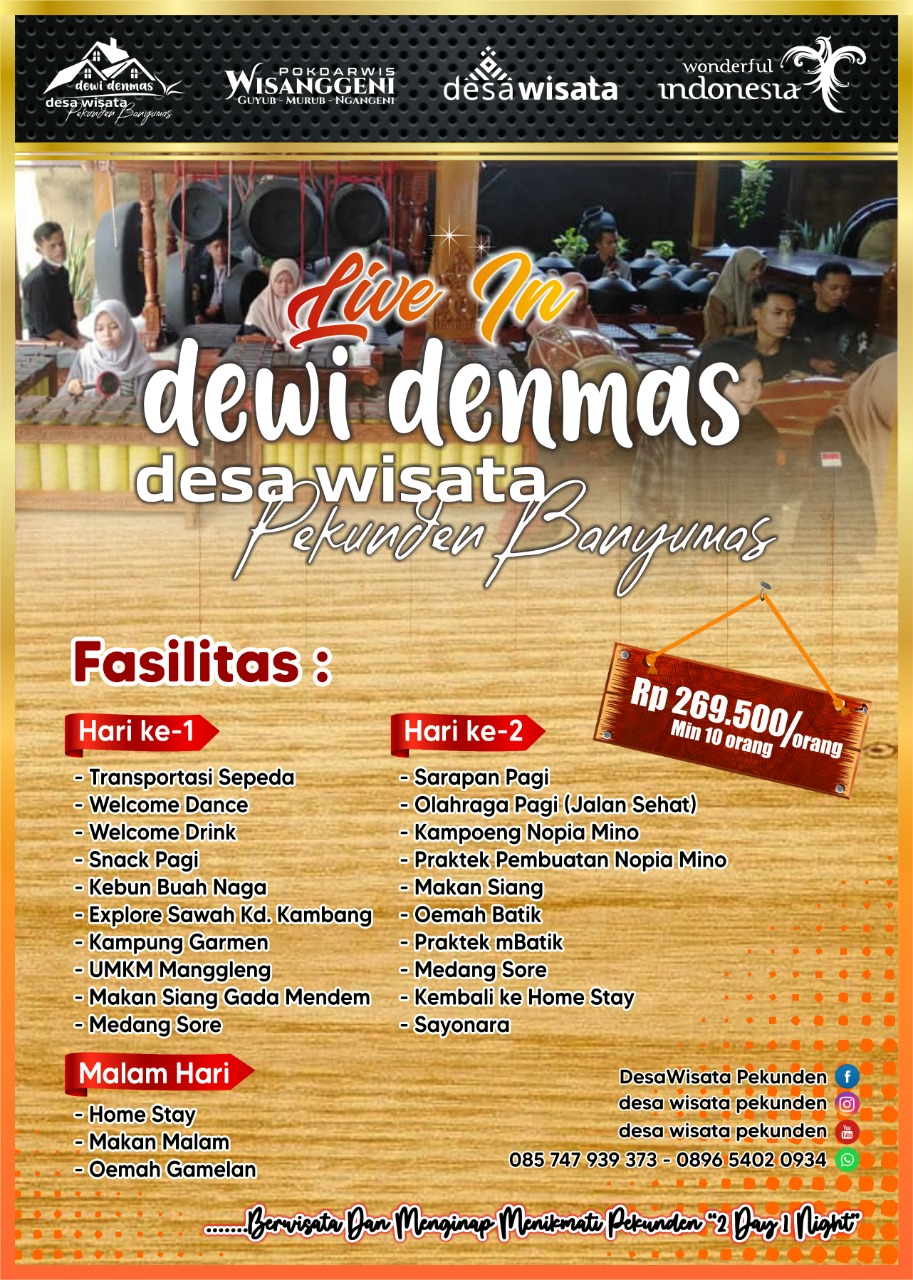 dewi denmas
desa wisata
Pekunden Banyumas
POKDARWIS
WISANGGENI
GUYUB - MURUB - NGANGENI
desa wisata
wonderful
indonesia
Live In
dewi denmas
desa wisata
Pekunden Banyumas
Fasilitas :
Rp 269.500/orang
Min 10 orang
Hari ke-1
- Transportasi Sepeda
- Welcome Dance
- Welcome Drink
- Snack Pagi
- Kebun Buah Naga
- Explore Sawah Kd. Kambang
- Kampung Garmen
- UMKM Manggleng
- Makan Siang Gada Mendem
- Medang Sore
Hari ke-2
- Sarapan Pagi
- Olahraga Pagi (Jalan Sehat)
- Kampoeng Nopia Mino
- Praktek Pembuatan Nopia Mino
- Makan Siang
- Oemah Batik
- Praktek mBatik
- Medang Sore
- Kembali ke Home Stay
- Sayonara
Malam Hari
- Home Stay
- Makan Malam
- Oemah Gamelan
DesaWisata Pekunden
desa wisata pekunden
desa wisata pekunden
085 747 939 373 - 0896 5402 0934
.......Berwisata Dan Menginap Menikmati Pekunden "2 Day 1 Night"